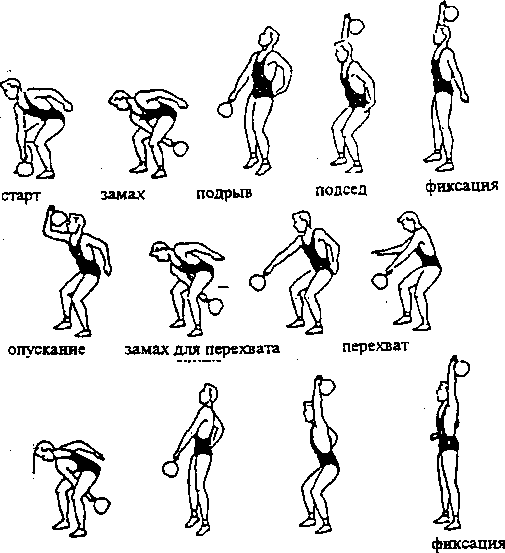 старт замах подрыв подсед фиксация
опускание замах для перехвата перехват
фиксация